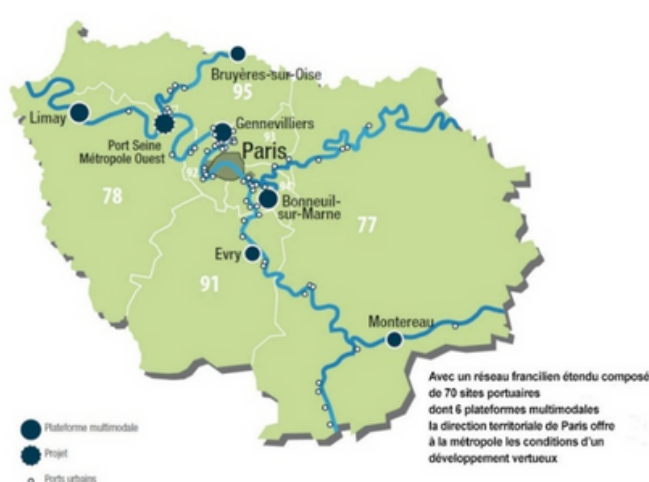 Bruyères-sur-Oise
95
Limay
Gennevilliers
Port Seine
Métropole Ouest
93
Paris
92
94
78
Bonneuil-
sur-Marne
77
Evry
91
Montereau
Avec un réseau francilien étendu composé
de 70 sites portuaires
dont 6 plateformes multimodales
la direction territoriale de Paris offre
à la métropole les conditions d'un
développement vertueux
Plateforme multimodale
Projet
Ports urbains